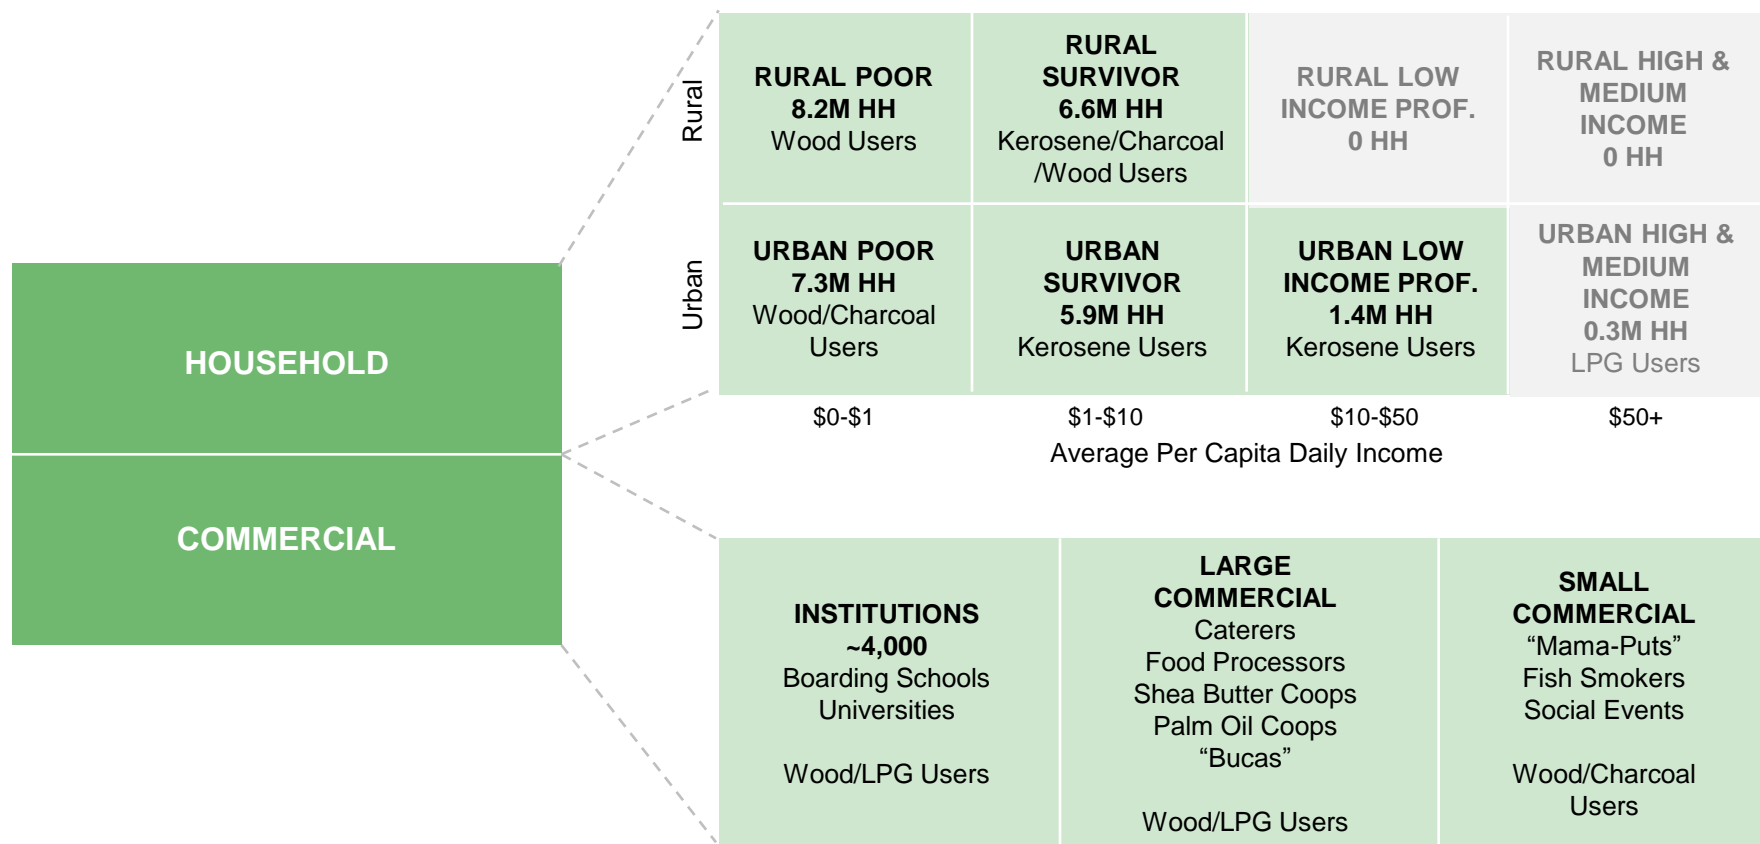 HOUSEHOLD
COMMERCIAL
Rural
RURAL POOR
8.2M HH
Wood Users
RURAL
SURVIVOR
6.6M HH
Kerosene/Charcoal
/Wood Users
RURAL LOW
INCOME PROF.
0 HH
RURAL HIGH &
MEDIUM
INCOME
0 HH
Urban
URBAN POOR
7.3M HH
Wood/Charcoal
Users
URBAN
SURVIVOR
5.9M HH
Kerosene Users
URBAN LOW
INCOME PROF.
1.4M HH
Kerosene Users
URBAN HIGH &
MEDIUM
INCOME
0.3M HH
LPG Users
$0-$1
$1-$10
$10-$50
$50+
Average Per Capita Daily Income
INSTITUTIONS
~4,000
Boarding Schools
Universities
Wood/LPG Users
LARGE
COMMERCIAL
Caterers
Food Processors
Shea Butter Coops
Palm Oil Coops
“Bucas”
Wood/LPG Users
SMALL
COMMERCIAL
“Mama-Puts”
Fish Smokers
Social Events
Wood/Charcoal
Users